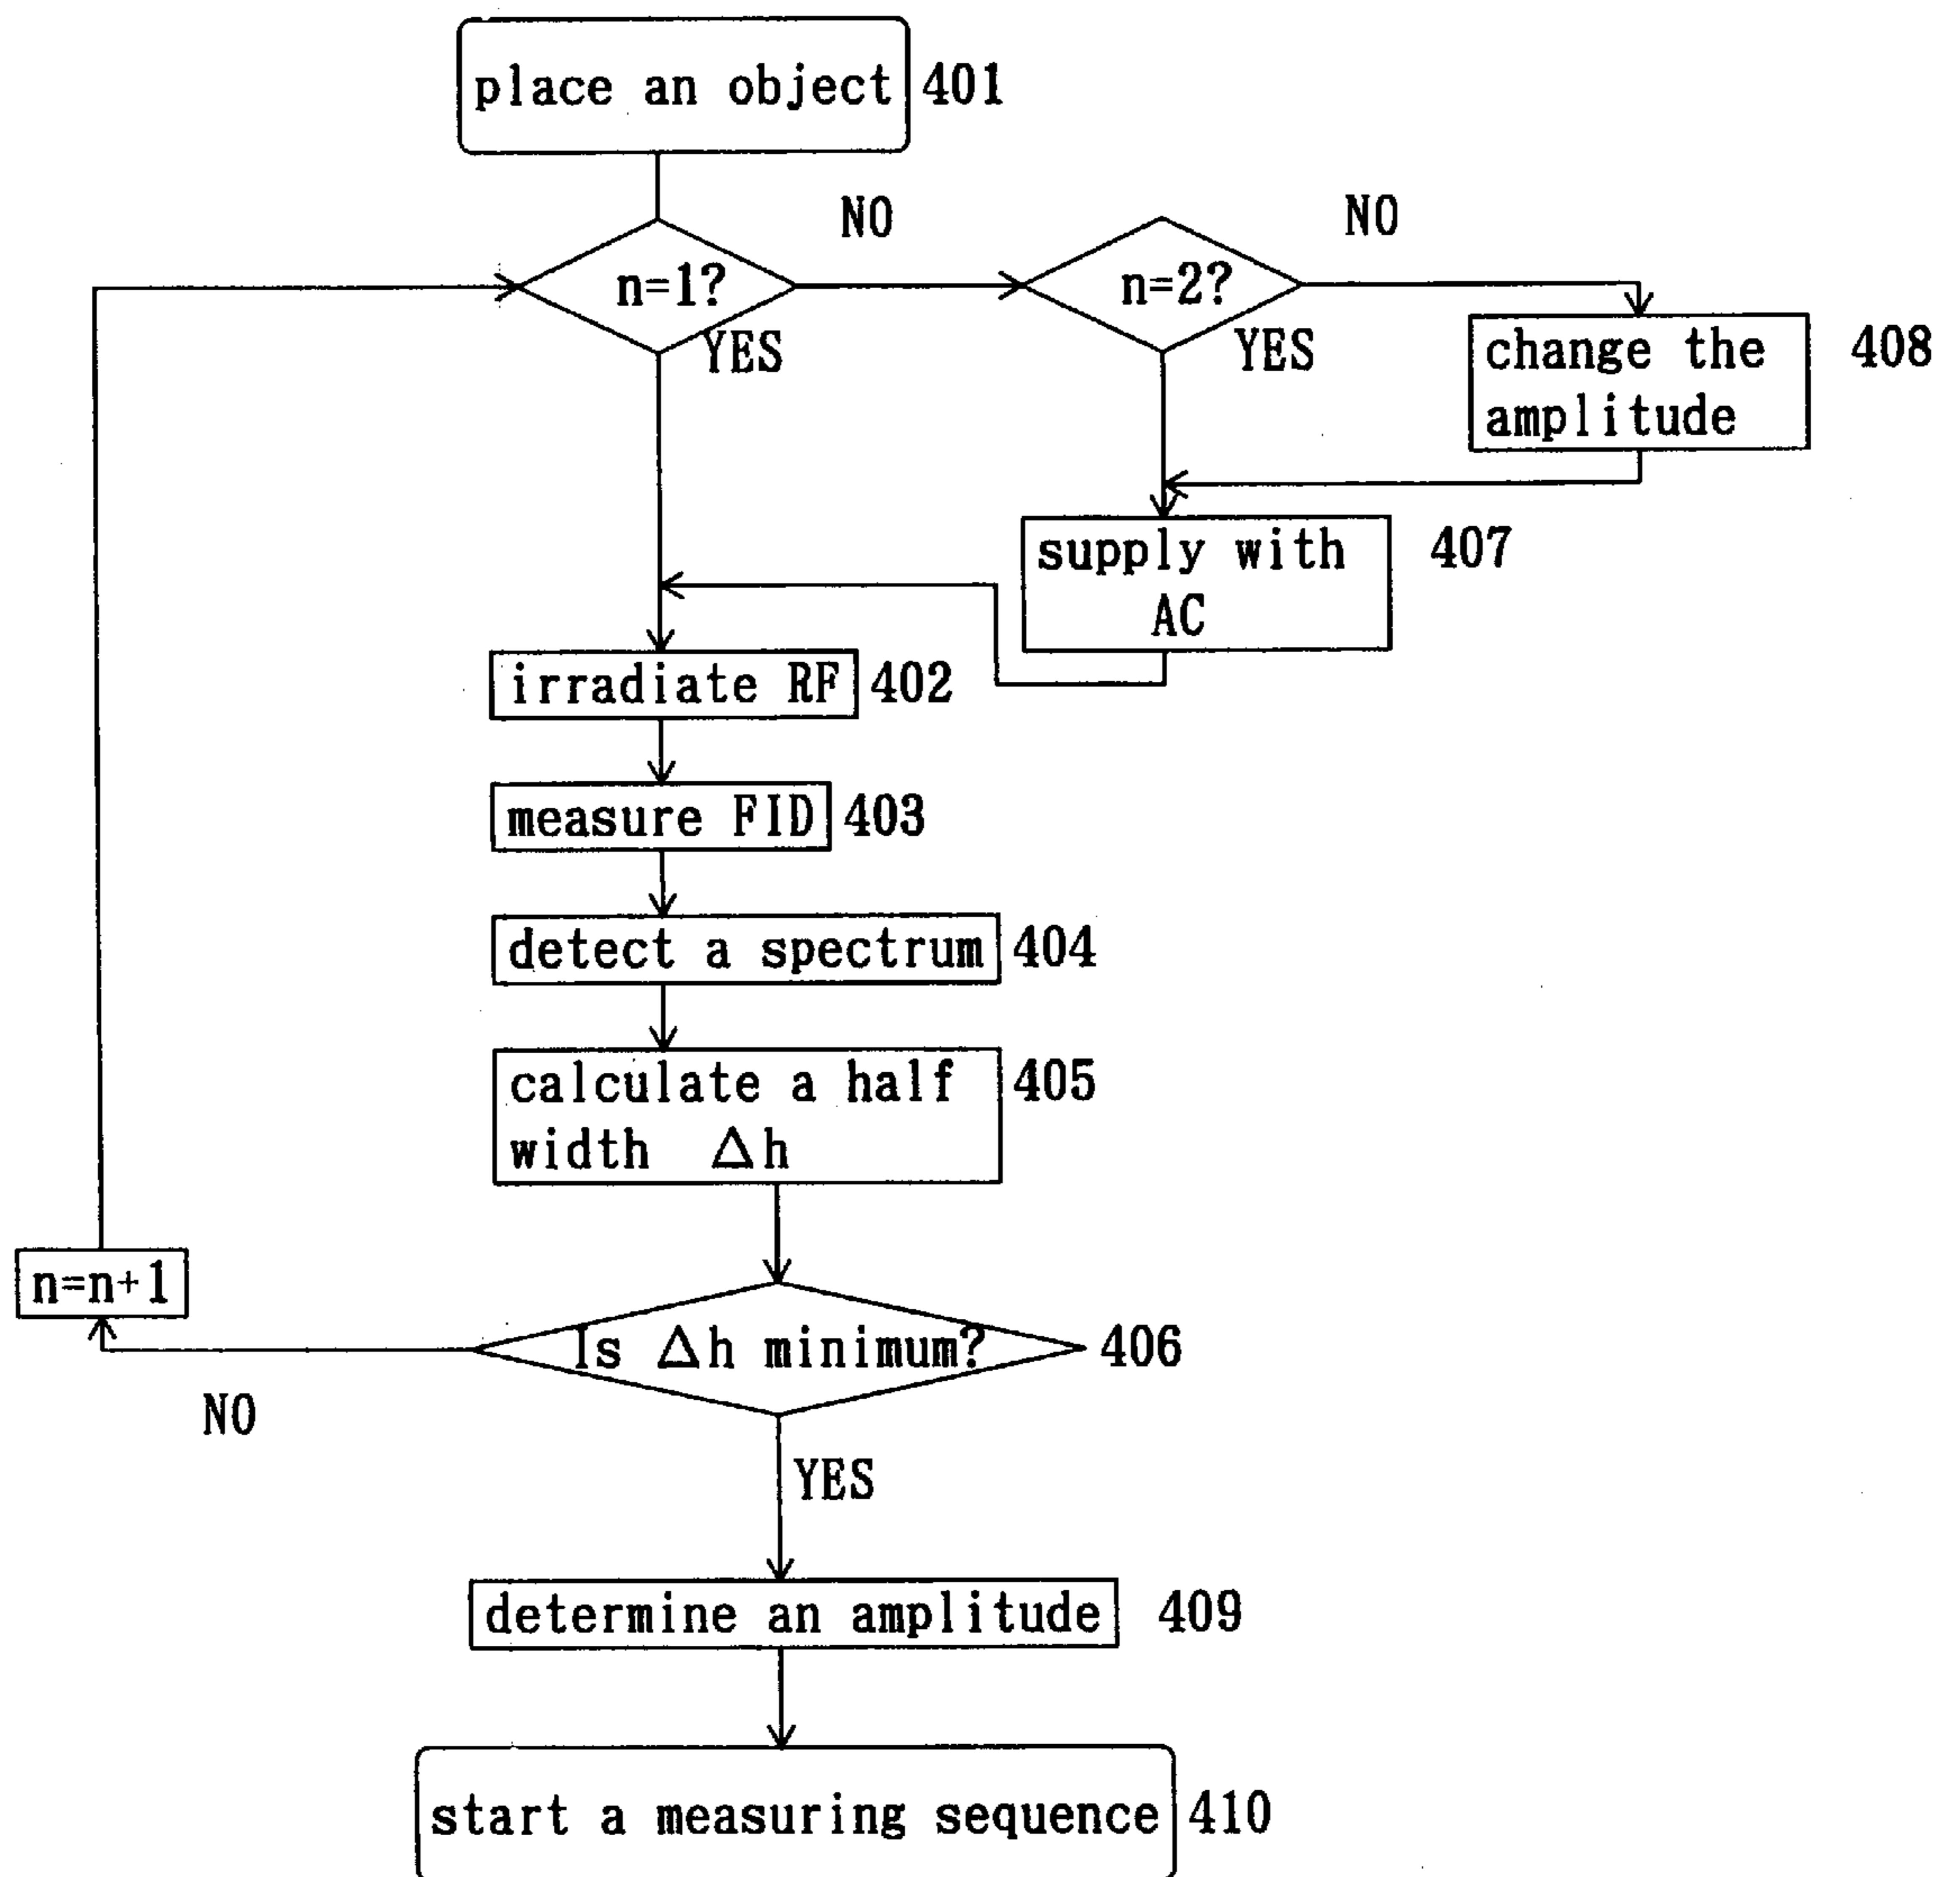 place an object 401
NO
NO
n=1?
n=2?
YES
YES
change the
amplitude
408
supply with
AC
407
irradiate RF 402
measure FID 403
detect a spectrum 404
calculate a half
width Δh
405
n=n+1
Is Δh minimum? 406
NO
YES
determine an amplitude 409
start a measuring sequence 410